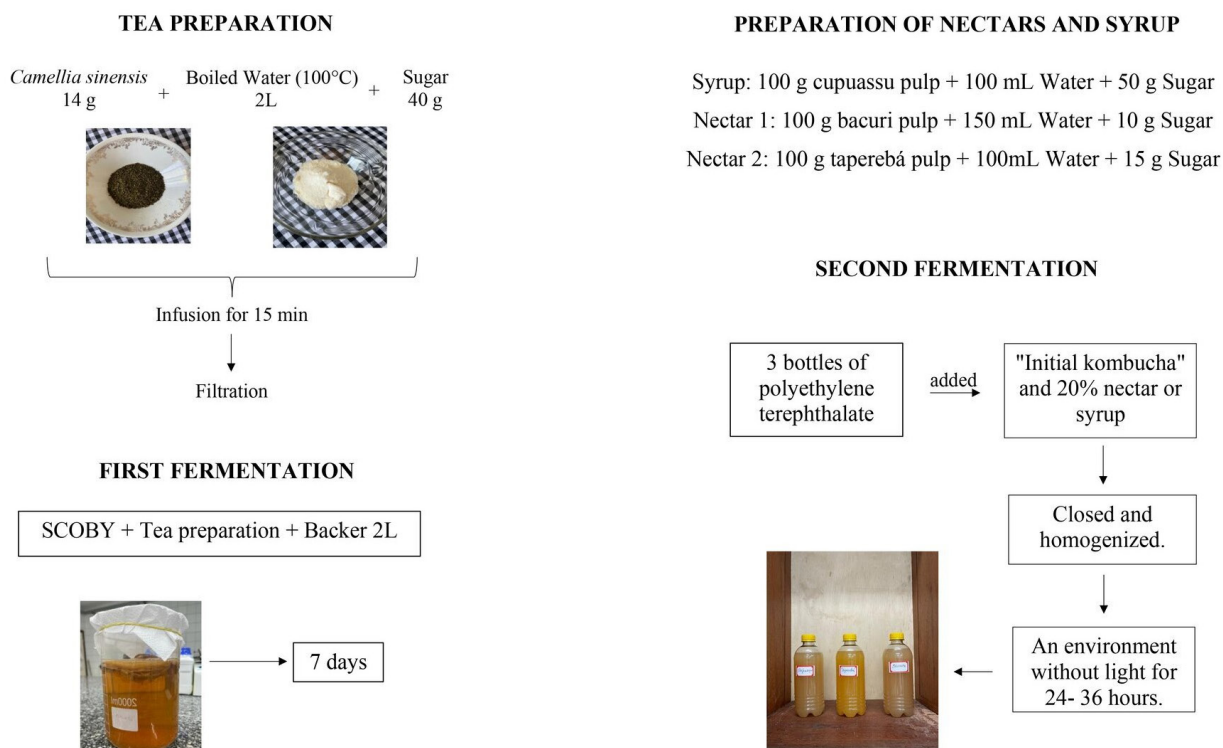 TEA PREPARATION
Camellia sinensis
14 g
+
Boiled Water (100°C)
2L
+
Sugar
40 g
Infusion for 15 min
Filtration
FIRST FERMENTATION
SCOBY + Tea preparation + Backer 2L
2000ml
7 days
PREPARATION OF NECTARS AND SYRUP
Syrup: 100 g cupuassu pulp + 100 mL Water + 50 g Sugar
Nectar 1: 100 g bacuri pulp + 150 mL Water + 10 g Sugar
Nectar 2: 100 g taperebá pulp + 100mL Water + 15 g Sugar
SECOND FERMENTATION
3 bottles of
polyethylene
terephthalate
added
"Initial kombucha"
and 20% nectar or
syrup
Closed and
homogenized.
An environment
without light for
24- 36 hours.